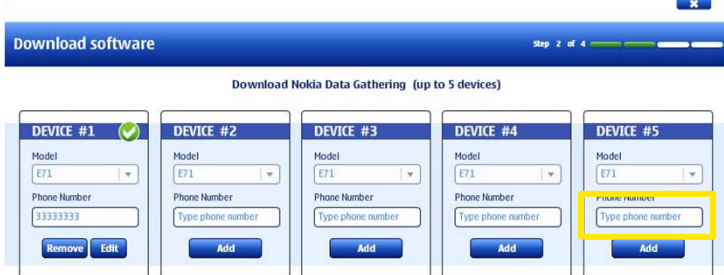 Download software
Step 2 of 4
Download Nokia Data Gathering (up to 5 devices)
DEVICE #1 DEVICE #2 DEVICE #3 DEVICE #4 DEVICE #5
Model Model Model Model Model
E71 E71 E71 E71 E71
Phone Number Phone Number Phone Number Phone Number Phone Number
33333333 Type phone number Type phone number Type phone number Type phone number
Remove Edit Add Add Add Add